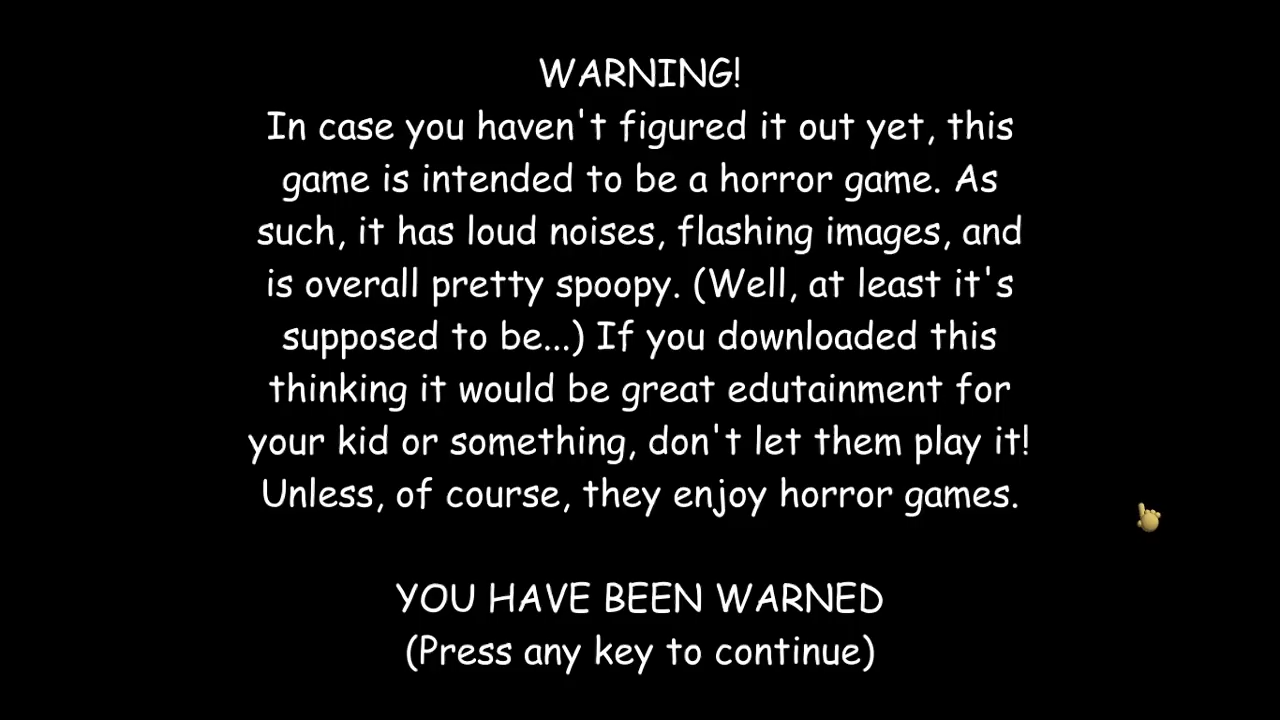 WARNING!
In case you haven't figured it out yet, this
game is intended to be a horror game. As
such, it has loud noises, flashing images, and
is overall pretty spoopy. (Well, at least it's
supposed to be...) If you downloaded this
thinking it would be great edutainment for
your kid or something, don't let them play it!
Unless, of course, they enjoy horror games.
YOU HAVE BEEN WARNED
(Press any key to continue)